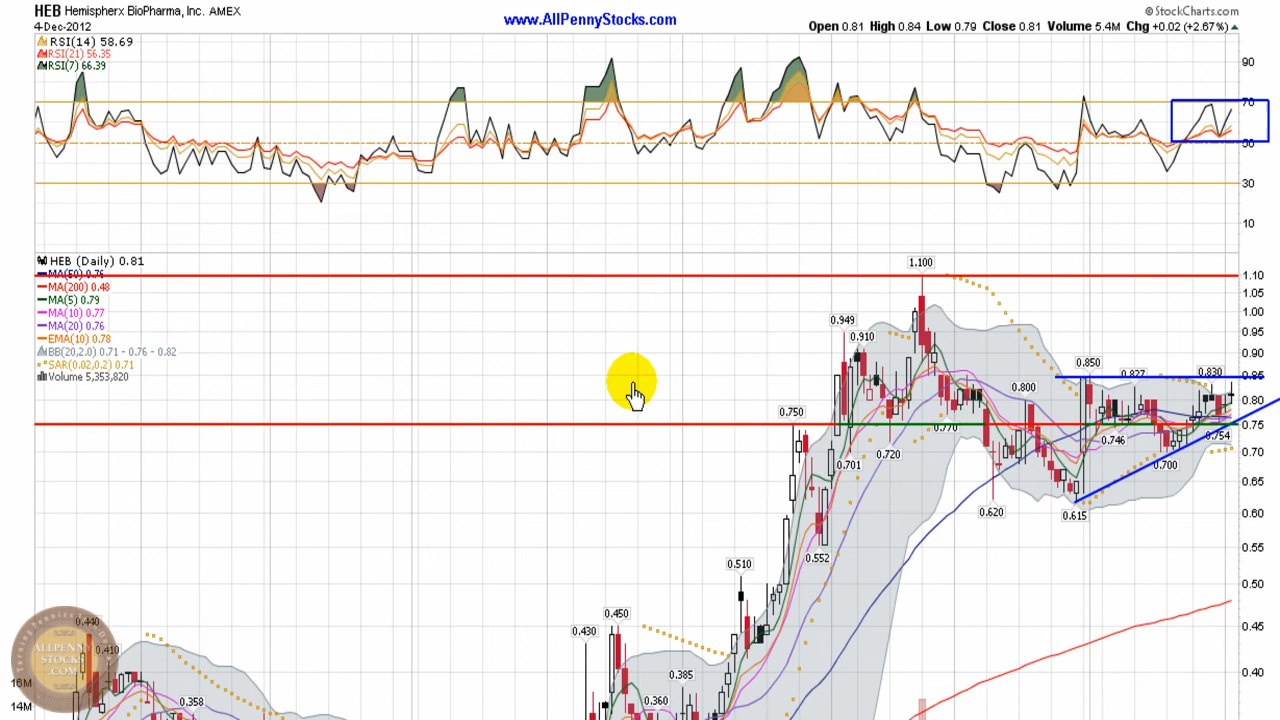 HEB Hemispherx BioPharma, Inc. AMEX
www.AllPennyStocks.com
© StockCharts.com
4-Dec-2012
Open 0.81 High 0.84 Low 0.79 Close 0.81 Volume 5.4M Chg +0.02 (+2.67%)
RSI(14) 58.69
RSI(21) 56.35
RSI(7) 66.39
90
70
50
30
10
HEB (Daily) 0.81
MA(50) 0.76
MA(200) 0.48
MA(5) 0.79
MA(10) 0.77
MA(20) 0.76
EMA(10) 0.78
BB(20,2.0) 0.71 - 0.76 - 0.82
SAR(0.02,0.2) 0.71
Volume 5,353,820
1.100
0.949
0.910
0.850
0.827
0.830
0.800
0.750
0.770
0.746
0.754
0.701
0.720
0.700
0.620
0.615
0.552
0.510
0.450
0.430
0.440
0.410
0.385
0.360
0.358
1.10
1.05
1.00
0.95
0.90
0.85
0.80
0.75
0.70
0.65
0.60
0.55
0.50
0.45
0.40
16M
14M
ALLPENNY
STOCKS
.COM